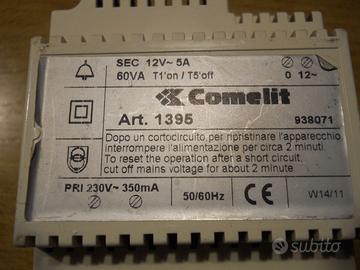 SEC 12V~ 5A
60VA T1'on / T5'off
0 12~
Comelit
Art. 1395
938071
Dopo un cortocircuito, per ripristinare l'apparecchio
interrompere l'alimentazione per circa 2 minuti.
To reset the operation after a short circuit,
cut off mains voltage for about 2 minute.
PRI 230V~ 350mA
50/60Hz
CE
W14/11
subito